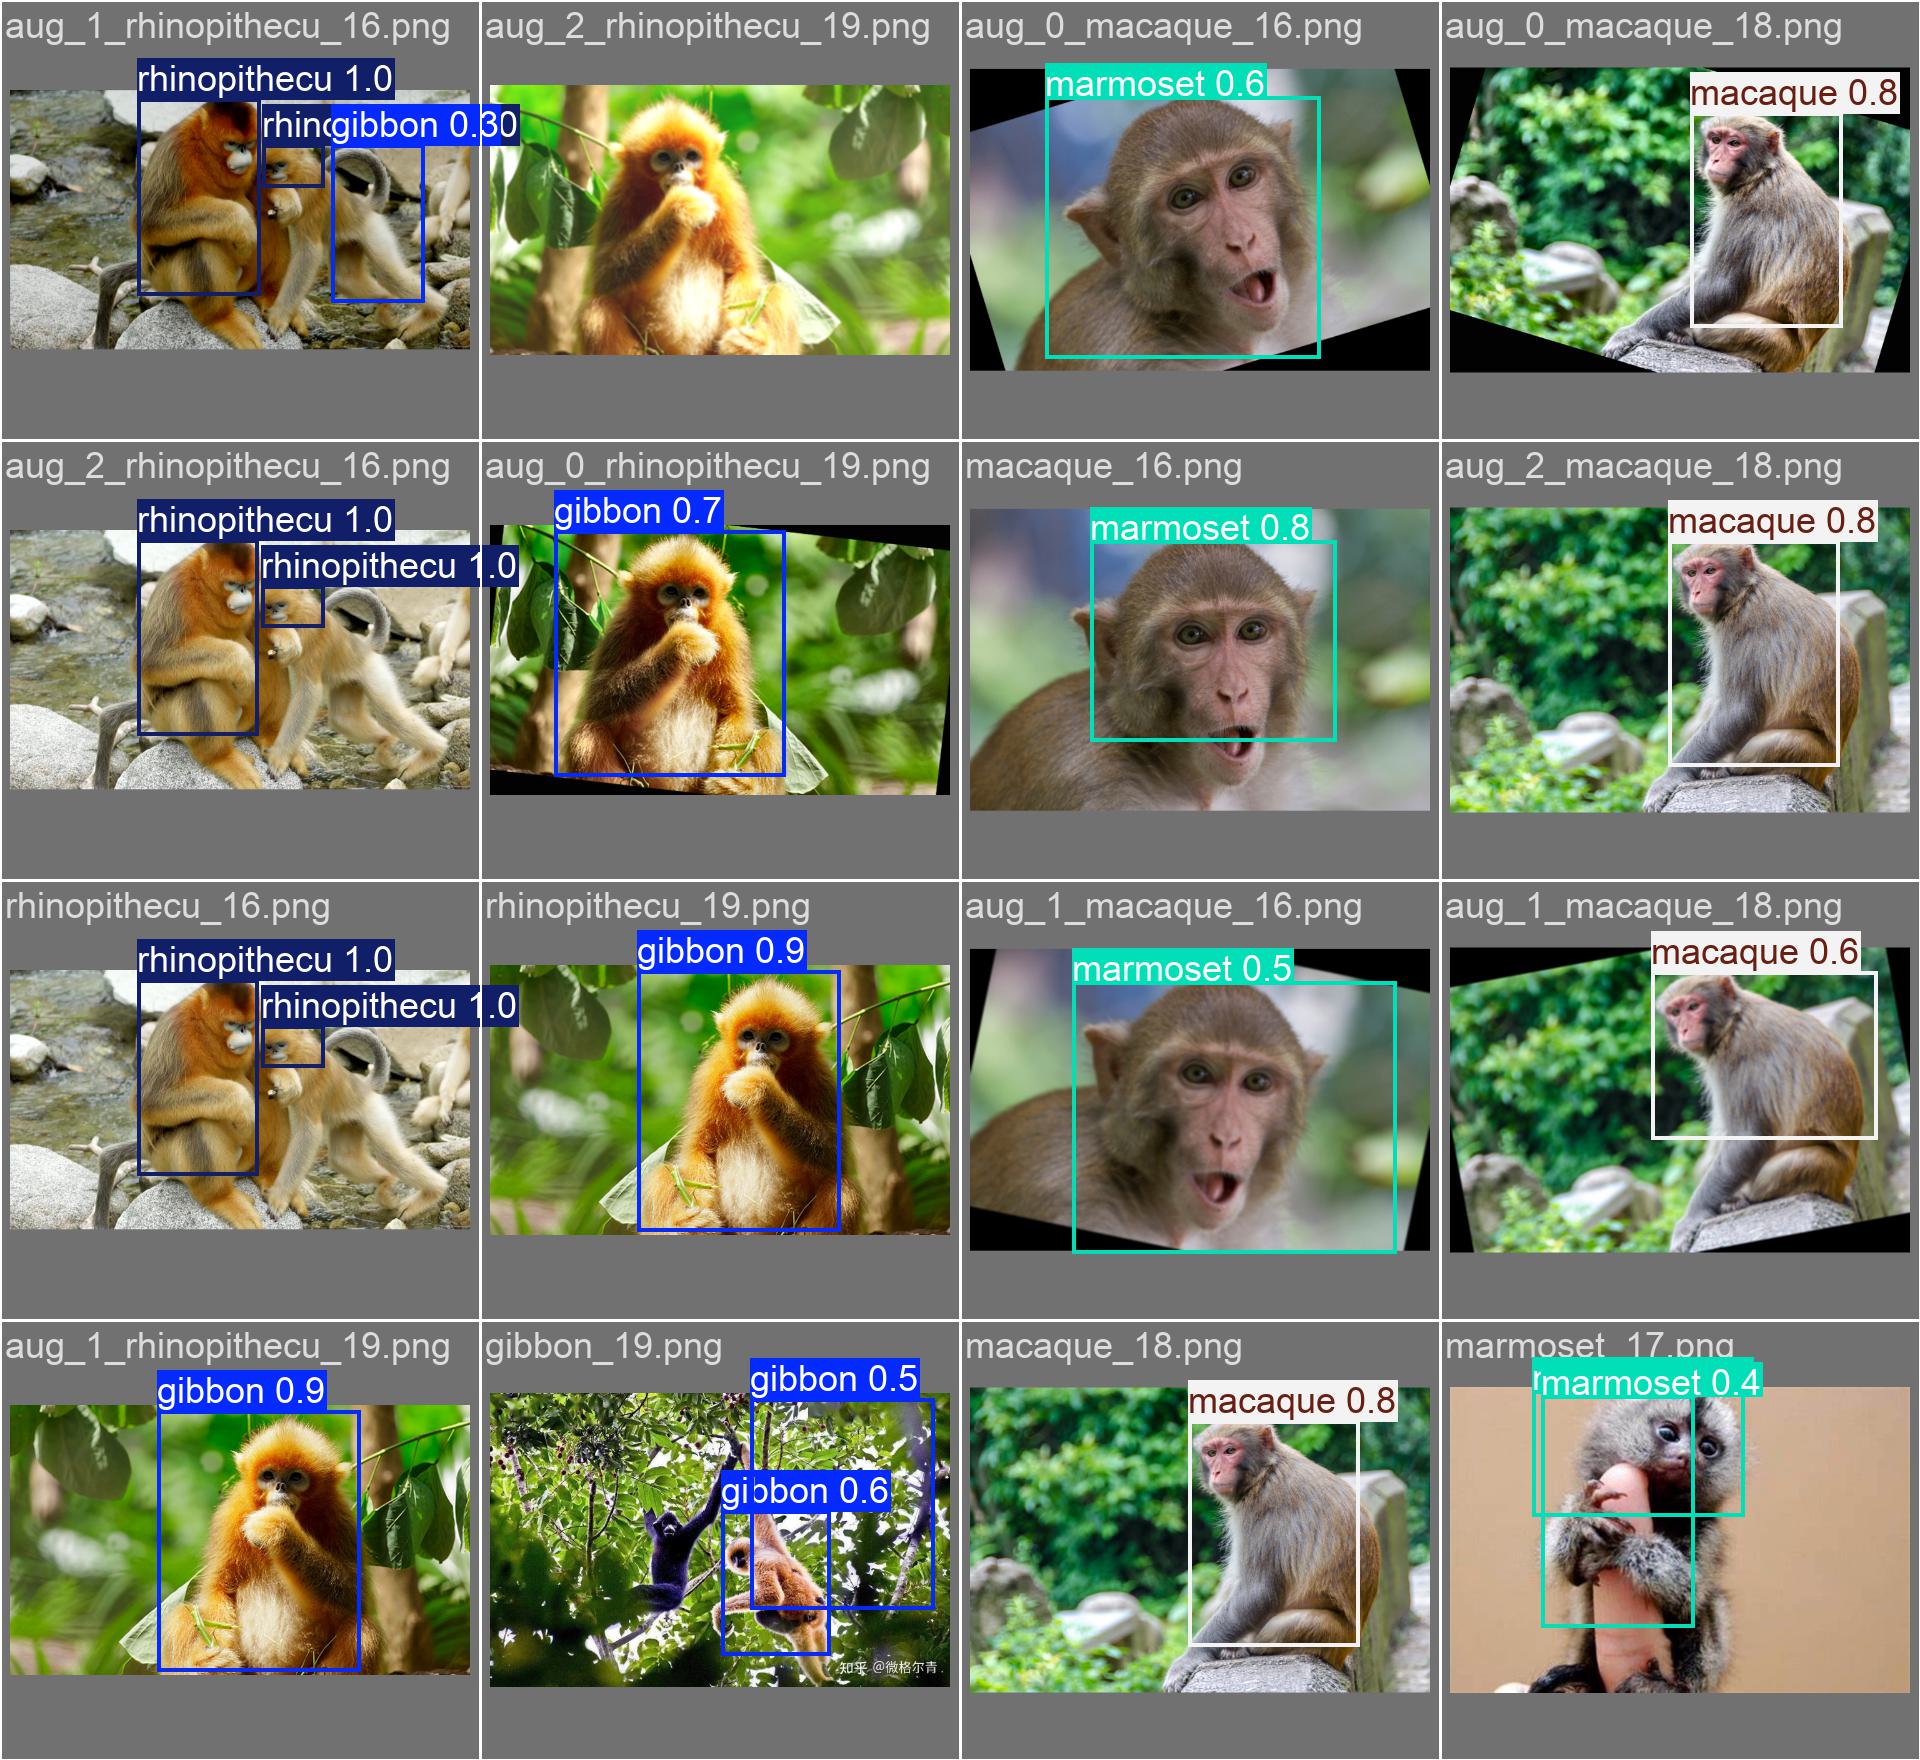 aug_1_rhinopithecu_16.png
rhinopithecu 1.0
gibbon 0.30
aug_2_rhinopithecu_19.png
aug_0_macaque_16.png
marmoset 0.6
aug_0_macaque_18.png
macaque 0.8
aug_2_rhinopithecu_16.png
rhinopithecu 1.0
rhinopithecu 1.0
aug_0_rhinopithecu_19.png
gibbon 0.7
macaque_16.png
marmoset 0.8
aug_2_macaque_18.png
macaque 0.8
rhinopithecu_16.png
rhinopithecu 1.0
rhinopithecu 1.0
rhinopithecu_19.png
gibbon 0.9
aug_1_macaque_16.png
marmoset 0.5
aug_1_macaque_18.png
macaque 0.6
aug_1_rhinopithecu_19.png
gibbon 0.9
gibbon_19.png
gibbon 0.5
gibbon 0.6
知乎 @微格尔青
macaque_18.png
macaque 0.8
marmoset_17.png
marmoset 0.4